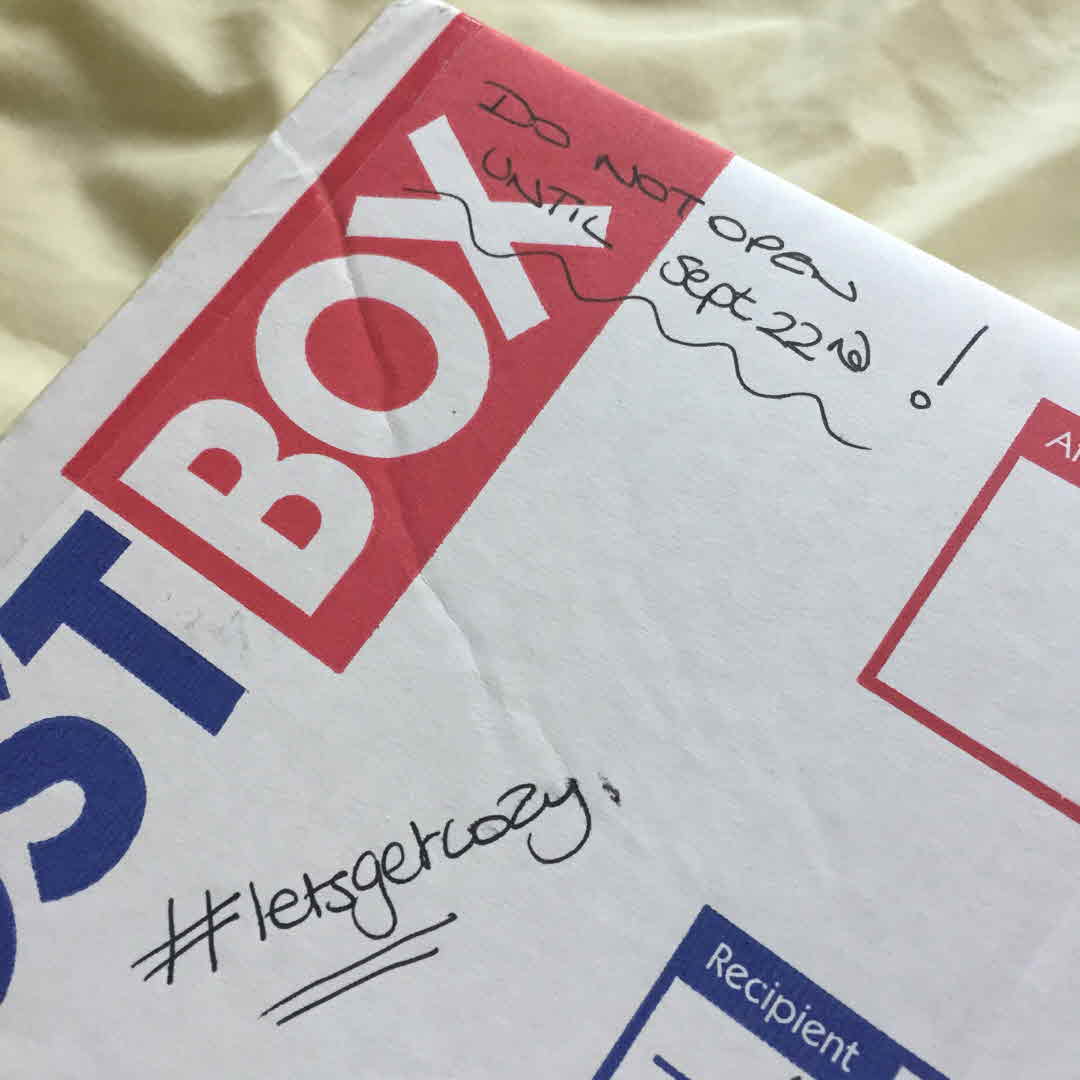 DO NOT OPEN
UNTIL Sept 22nd !
BOX
ST
#letsgetcozy.
Recipient